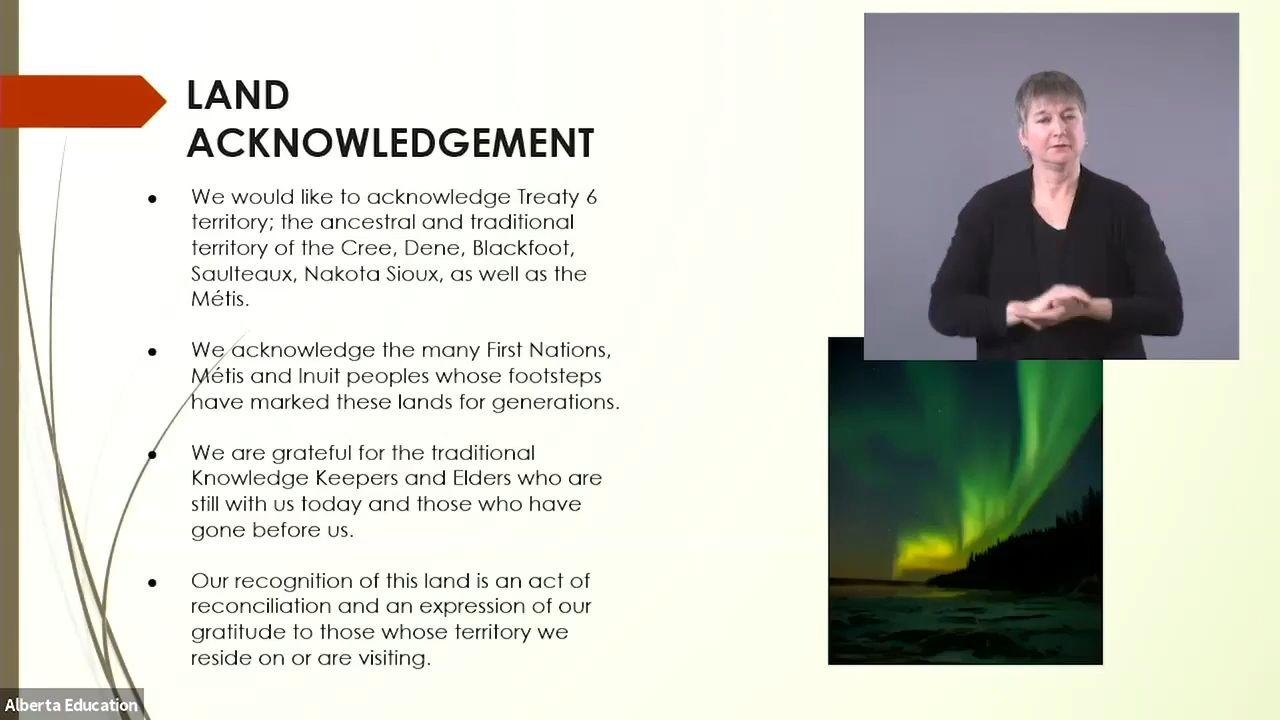 LAND
ACKNOWLEDGEMENT
• We would like to acknowledge Treaty 6
territory; the ancestral and traditional
territory of the Cree, Dene, Blackfoot,
Saulteaux, Nakota Sioux, as well as the
Métis.
• We acknowledge the many First Nations,
Métis and Inuit peoples whose footsteps
have marked these lands for generations.
• We are grateful for the traditional
Knowledge Keepers and Elders who are
still with us today and those who have
gone before us.
• Our recognition of this land is an act of
reconciliation and an expression of our
gratitude to those whose territory we
reside on or are visiting.
Alberta Education